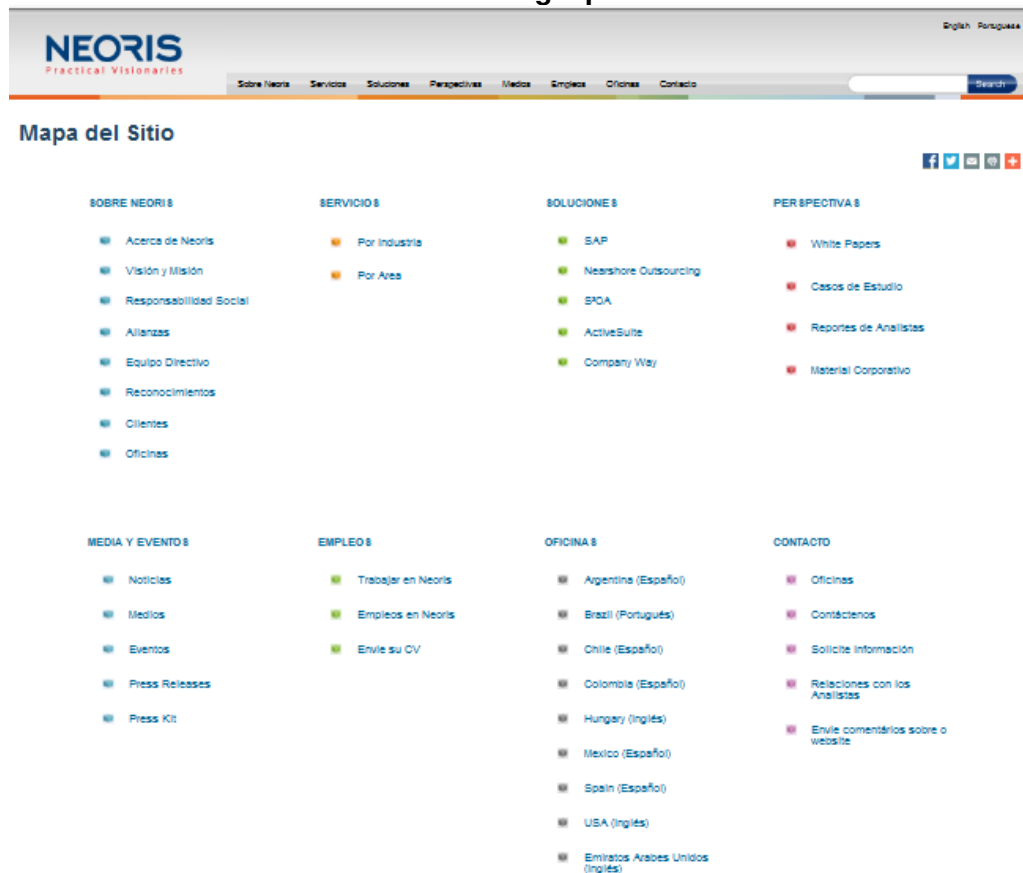 English Portuguese
NEORIS
Practical Visionaries
Sobre Neoris Servicios Soluciones Perspectivas Medios Empleos Oficinas Contacto
Search
Mapa del Sitio
SOBRE NEORIS
Acerca de Neoris
Visión y Misión
Responsabilidad Social
Alianzas
Equipo Directivo
Reconocimientos
Clientes
Oficinas
SERVICIOS
Por Industria
Por Area
SOLUCIONES
SAP
Nearshore Outsourcing
ActiveSuite
Company Way
PERSPECTIVAS
White Papers
Casos de Estudio
Reportes de Analistas
Material Corporativo
MEDIA Y EVENTOS
Noticias
Medios
Eventos
Press Releases
Press Kit
EMPLEOS
Trabajar en Neoris
Empleos en Neoris
Envie su CV
OFICINAS
Argentina (Español)
Brazil (Portugués)
Chile (Español)
Colombia (Español)
Hungary (Inglés)
Mexico (Español)
Spain (Español)
USA (Inglés)
Emiratos Arabes Unidos
(Inglés)
CONTACTO
Oficinas
Contáctenos
Solicite Información
Relaciones con los
Analistas
Envie comentários sobre o
website